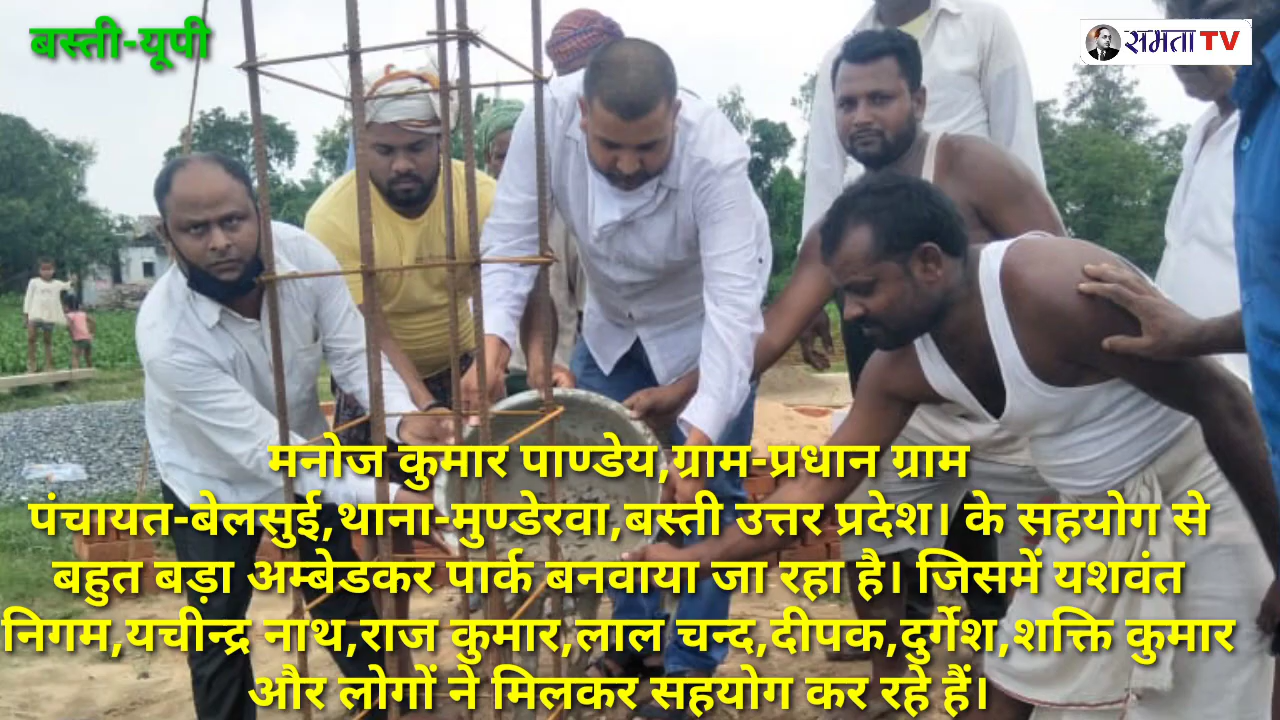 बस्ती-यूपी
समता TV
मनोज कुमार पाण्डेय,ग्राम-प्रधान ग्राम
पंचायत-बेलसुई,थाना-मुण्डेरवा,बस्ती उत्तर प्रदेश। के सहयोग से
बहुत बड़ा अम्बेडकर पार्क बनवाया जा रहा है। जिसमें यशवंत
निगम,यचीन्द्र नाथ,राज कुमार,लाल चन्द,दीपक,दुर्गेश,शक्ति कुमार
और लोगों ने मिलकर सहयोग कर रहे हैं।